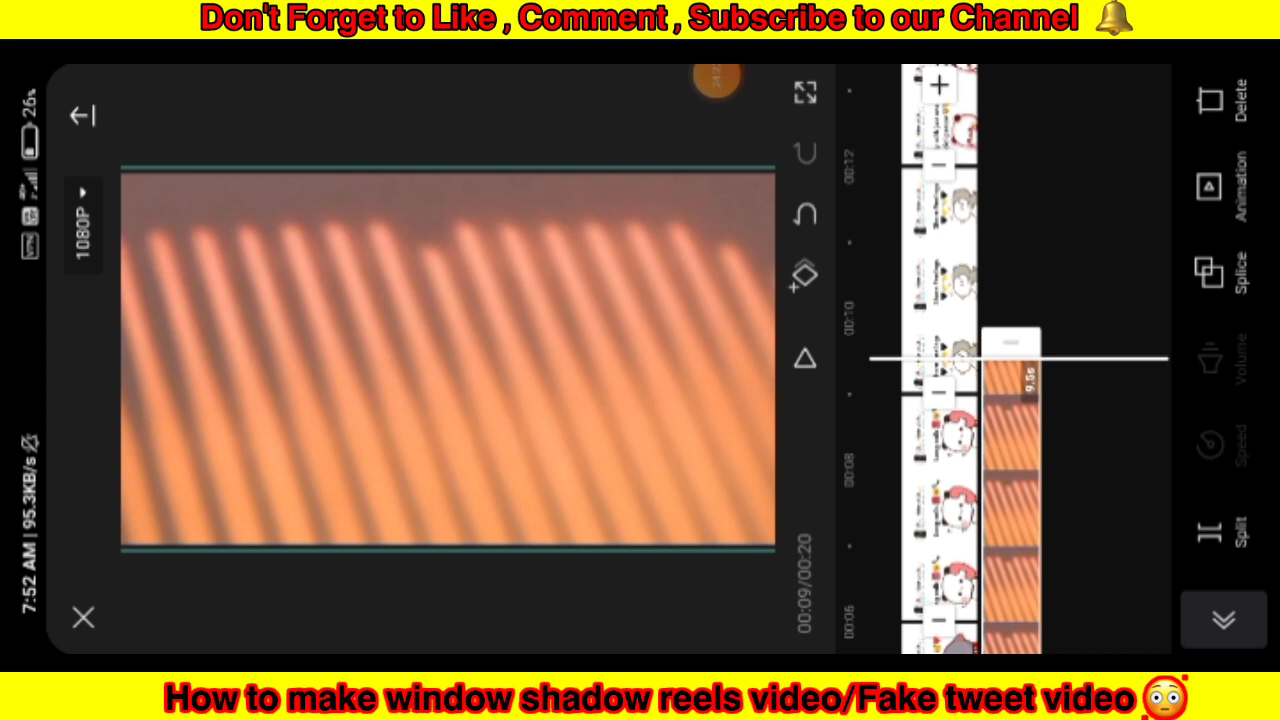 Don't Forget to Like , Comment , Subscribe to our Channel 🔔
7:52 AM | 95.3KB/s
VPN
26%
1080P
00:09/00:20
00:06
00:08
00:10
00:12
9.5s
Split
Speed
Volume
Splice
Animation
Delete
How to make window shadow reels video/Fake tweet video 😳